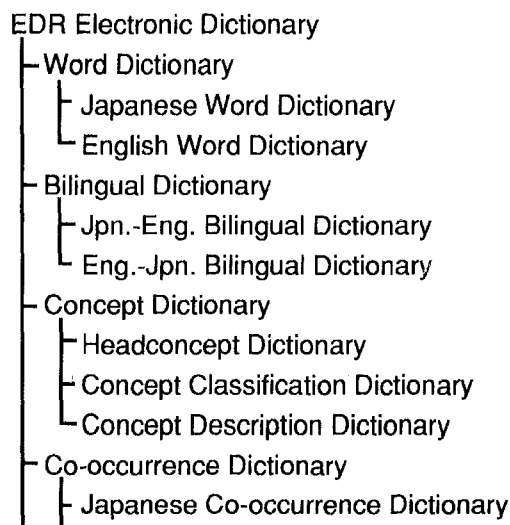 EDR Electronic Dictionary
Word Dictionary
Japanese Word Dictionary
English Word Dictionary
Bilingual Dictionary
Jpn.-Eng. Bilingual Dictionary
Eng.-Jpn. Bilingual Dictionary
Concept Dictionary
Headconcept Dictionary
Concept Classification Dictionary
Concept Description Dictionary
Co-occurrence Dictionary
Japanese Co-occurrence Dictionary